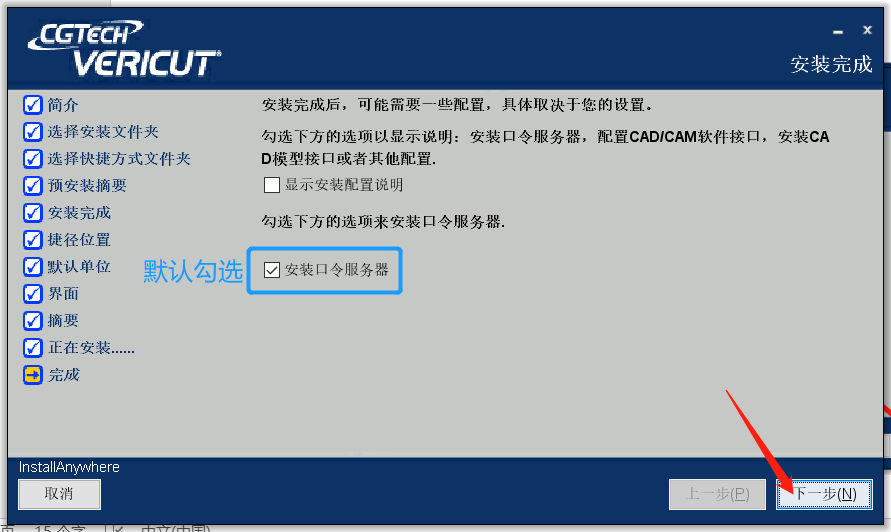 CGTECH
VERICUT®
安装完成
简介
选择安装文件夹
选择快捷方式文件夹
预安装摘要
安装完成
捷径位置
默认单位
界面
摘要
正在安装......
完成
安装完成后，可能需要一些配置，具体取决于您的设置。
勾选下方的选项以显示说明：安装口令服务器，配置CAD/CAM软件接口，安装CA
D模型接口或者其他配置.
显示安装配置说明
勾选下方的选项来安装口令服务器.
默认勾选
安装口令服务器
InstallAnywhere
取消
上一步(P)
下一步(N)